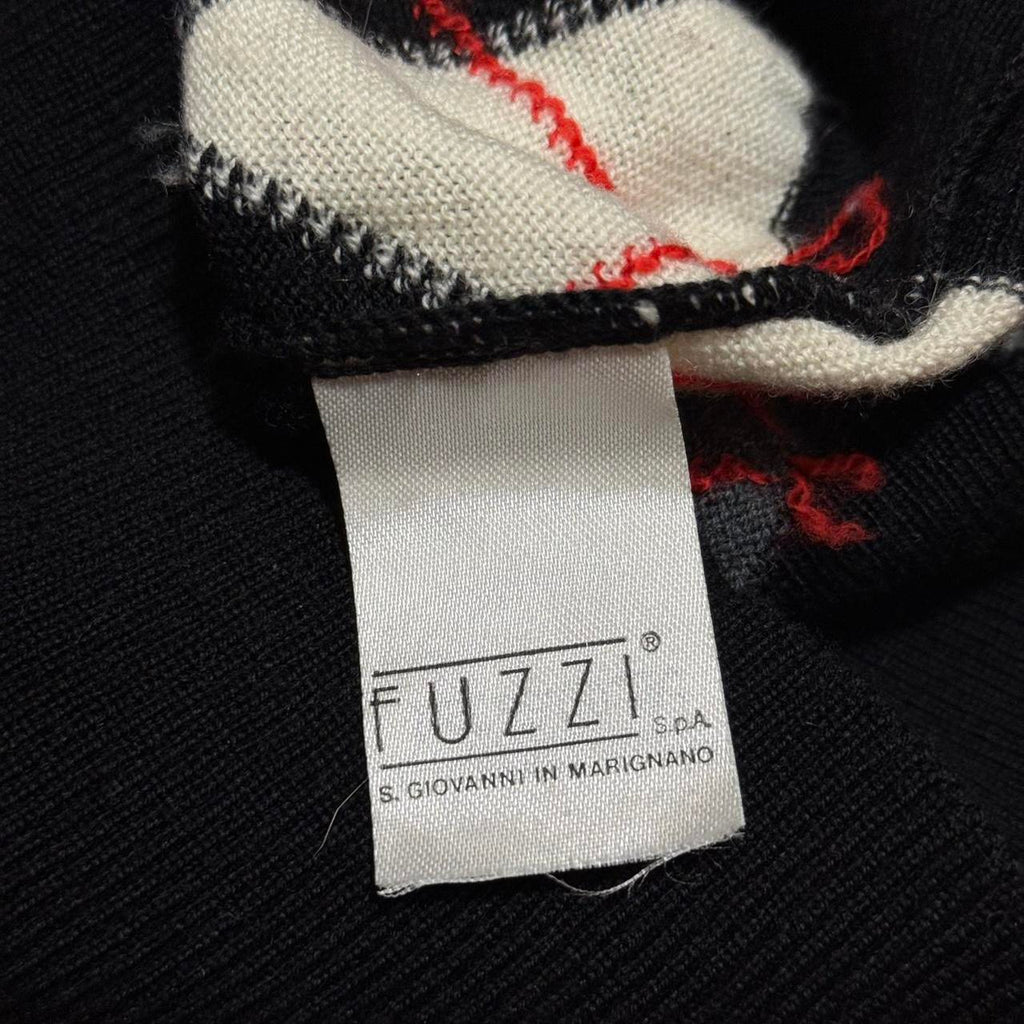 FUZZI®
S.p.A.
S. GIOVANNI IN MARIGNANO